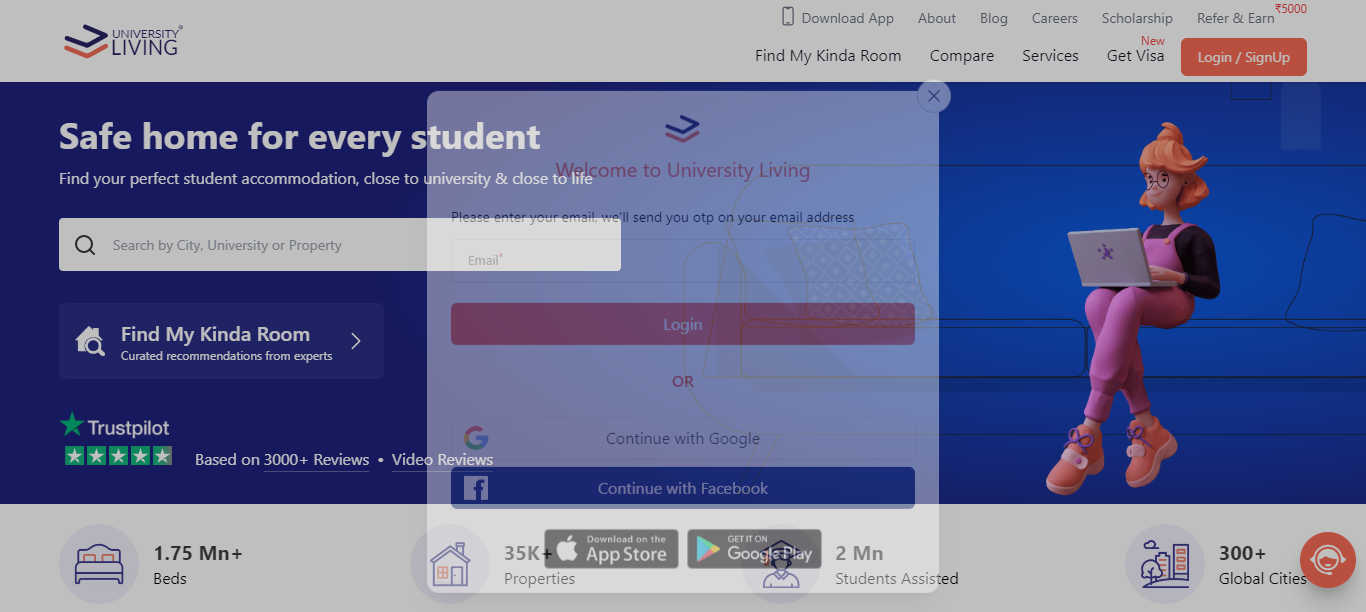 Download App
About
Blog
Careers
Scholarship
Refer & Earn
₹5000
UNIVERSITY
LIVING
Find My Kinda Room
Compare
Services
Get Visa
New
Login / SignUp
Safe home for every student
Find your perfect student accommodation, close to university & close to life
Search by City, University or Property
Find My Kinda Room
Curated recommendations from experts
Trustpilot
Based on 3000+ Reviews • Video Reviews
Welcome to University Living
Please enter your email, we'll send you otp on your email address
Email*
Login
OR
Continue with Google
Continue with Facebook
Download on the
App Store
GET IT ON
Google Play
1.75 Mn+
Beds
35K+
Properties
2 Mn
Students Assisted
300+
Global Cities